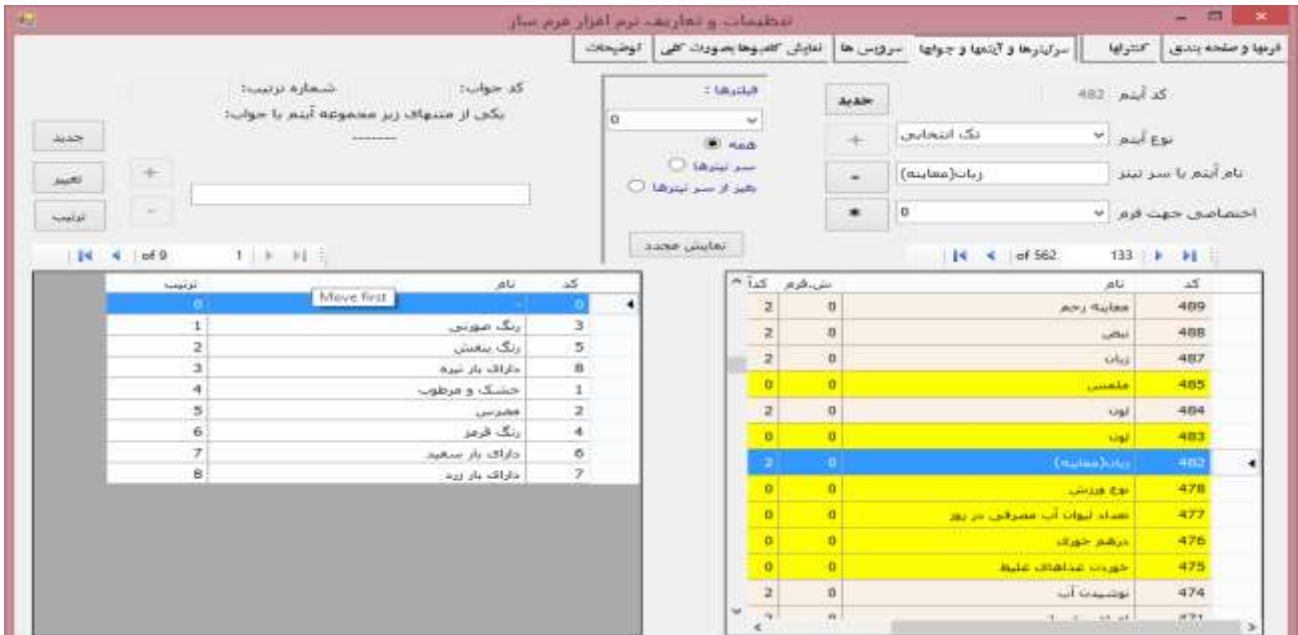 تنظیمات و تعاریف نرم افزار فرم ساز
فرمها و صفحه بندی
کنترلها
سرتیترها و آیتمها و جوابها
سرویس ها
نمایش کامبوها بصورت کلی
توضیحات
کد آیتم 482
جدید
نوع آیتم تک انتخابی
+
نام آیتم یا سر تیتر زبان(معاینه)
-
اختصاصی جهت فرم 0
*
of 562 133
فیلترها :
0
همه
سر تیترها
بغیر از سر تیترها
نمایش مجدد
کد جواب: شماره ترتیب:
یکی از متنهای زیر مجموعه آیتم یا جواب:
--------
جدید
تغییر
ترتیب
+
-
of 9 1
کد نام ش.فرم کدآ
489 معاینه رحم 0 2
488 نبض 0 2
487 زبان 0 2
485 ملمس 0 0
484 لون 0 2
483 لون 0 0
482 زبان(معاینه) 0 2
478 نوع ورزش 0 0
477 تعداد لیوان آب مصرفی در روز 0 0
476 درهم خوری 0 0
475 خوردن غذاهای غلیظ 0 0
474 نوشیدن آب 0 2
کد نام ترتیب
0 - 0
Move first
3 رنگ صورتی 1
5 رنگ بنفش 2
8 دارای بار تیره 3
1 خشک و مرطوب 4
2 مضرس 5
4 رنگ قرمز 6
6 دارای بار سفید 7
7 دارای بار زرد 8